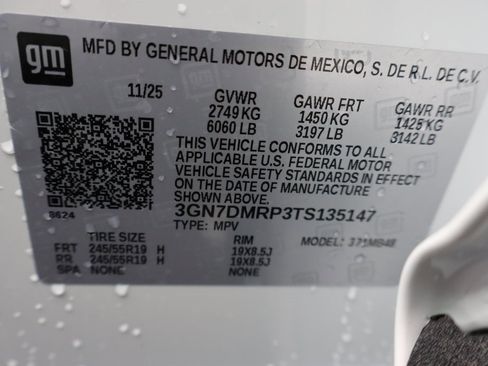 gm
MFD BY GENERAL MOTORS DE MEXICO, S. DE R.L. DE C.V.
11/25 GVWR GAWR FRT GAWR RR
2749 KG 1450 KG 1425 KG
6060 LB 3197 LB 3142 LB
THIS VEHICLE CONFORMS TO ALL
APPLICABLE U.S. FEDERAL MOTOR
VEHICLE SAFETY STANDARDS IN EFFECT
ON THE DATE OF MANUFACTURE SHOWN ABOVE.
8624 3GN7DMRP3TS135147
TYPE: MPV MODEL:
TIRE SIZE RIM
FRT 245/55R19 H 19X8.5J
RR 245/55R19 H 19X8.5J
SPA NONE NONE